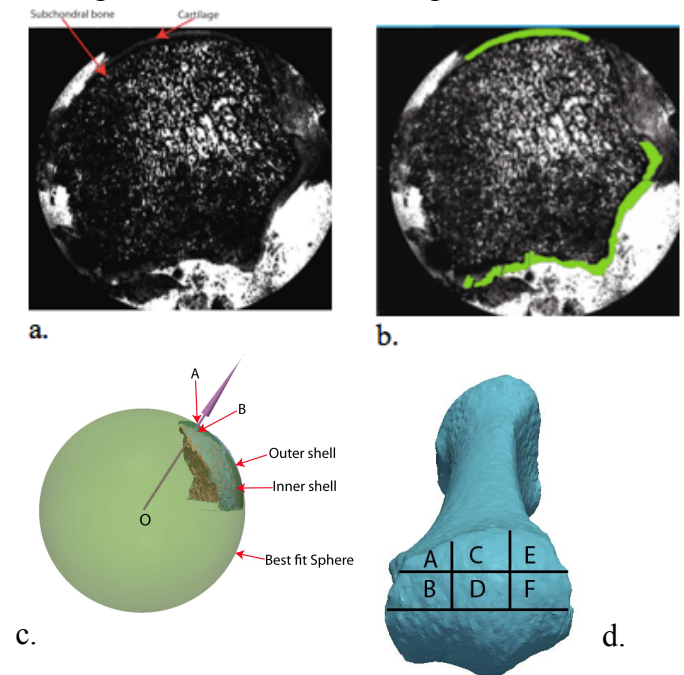 Subchondral bone Cartilage
a.
b.
A
B
Outer shell
Inner shell
O
Best fit Sphere
c.
A C E
B D F
d.